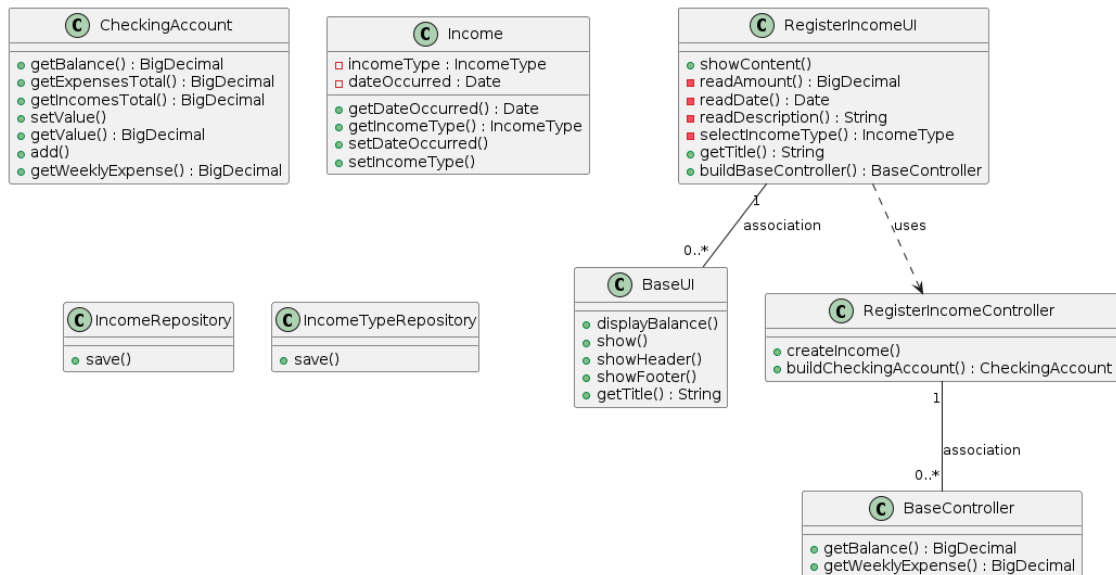 C CheckingAccount
getBalance() : BigDecimal
getExpensesTotal() : BigDecimal
getIncomesTotal() : BigDecimal
setValue()
getValue() : BigDecimal
add()
getWeeklyExpense() : BigDecimal
C Income
incomeType : IncomeType
dateOccurred : Date
getDateOccurred() : Date
getIncomeType() : IncomeType
setDateOccurred()
setIncomeType()
C RegisterIncomeUI
showContent()
readAmount() : BigDecimal
readDate() : Date
readDescription() : String
selectIncomeType() : IncomeType
getTitle() : String
buildBaseController() : BaseController
1
association
uses
0..*
C IncomeRepository
save()
C IncomeTypeRepository
save()
C BaseUI
displayBalance()
show()
showHeader()
showFooter()
getTitle() : String
C RegisterIncomeController
createIncome()
buildCheckingAccount() : CheckingAccount
1
association
0..*
C BaseController
getBalance() : BigDecimal
getWeeklyExpense() : BigDecimal